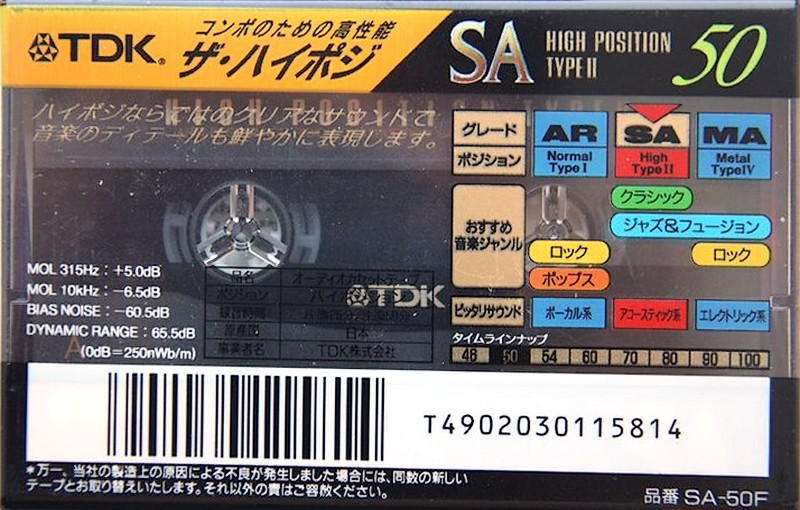 TDK®
コンポのための高性能
ザ・ハイポジ
SA HIGH POSITION TYPE II 50
ハイポジならではのクリアなサウンドで
音楽のディテールも鮮やかに表現します。
HIGH POSITION TYPE
グレード AR SA MA
ポジション Normal Type I High Type II Metal Type IV
おすすめ音楽ジャンル
クラシック
ジャズ&フュージョン
ロック ロック
ポップス
ピッタリサウンド ボーカル系 アコースティック系 エレクトリック系
タイムラインナップ
46 50 54 60 70 80 90 100
MOL 315Hz : +5.0dB
MOL 10kHz : −6.5dB
BIAS NOISE : −60.5dB
DYNAMIC RANGE : 65.5dB
(0dB=250nWb/m)
A
TDK
品名 オーディオカセットテープ
ポジション ハイ
録音時間
原産国 日本
事業者名 TDK株式会社
T4902030115814
*万一、当社の製造上の原因による不良が発生しました場合には、同数の新しい
テープとお取り替えいたします。それ以外の責はご容赦ください。
品番 SA-50F